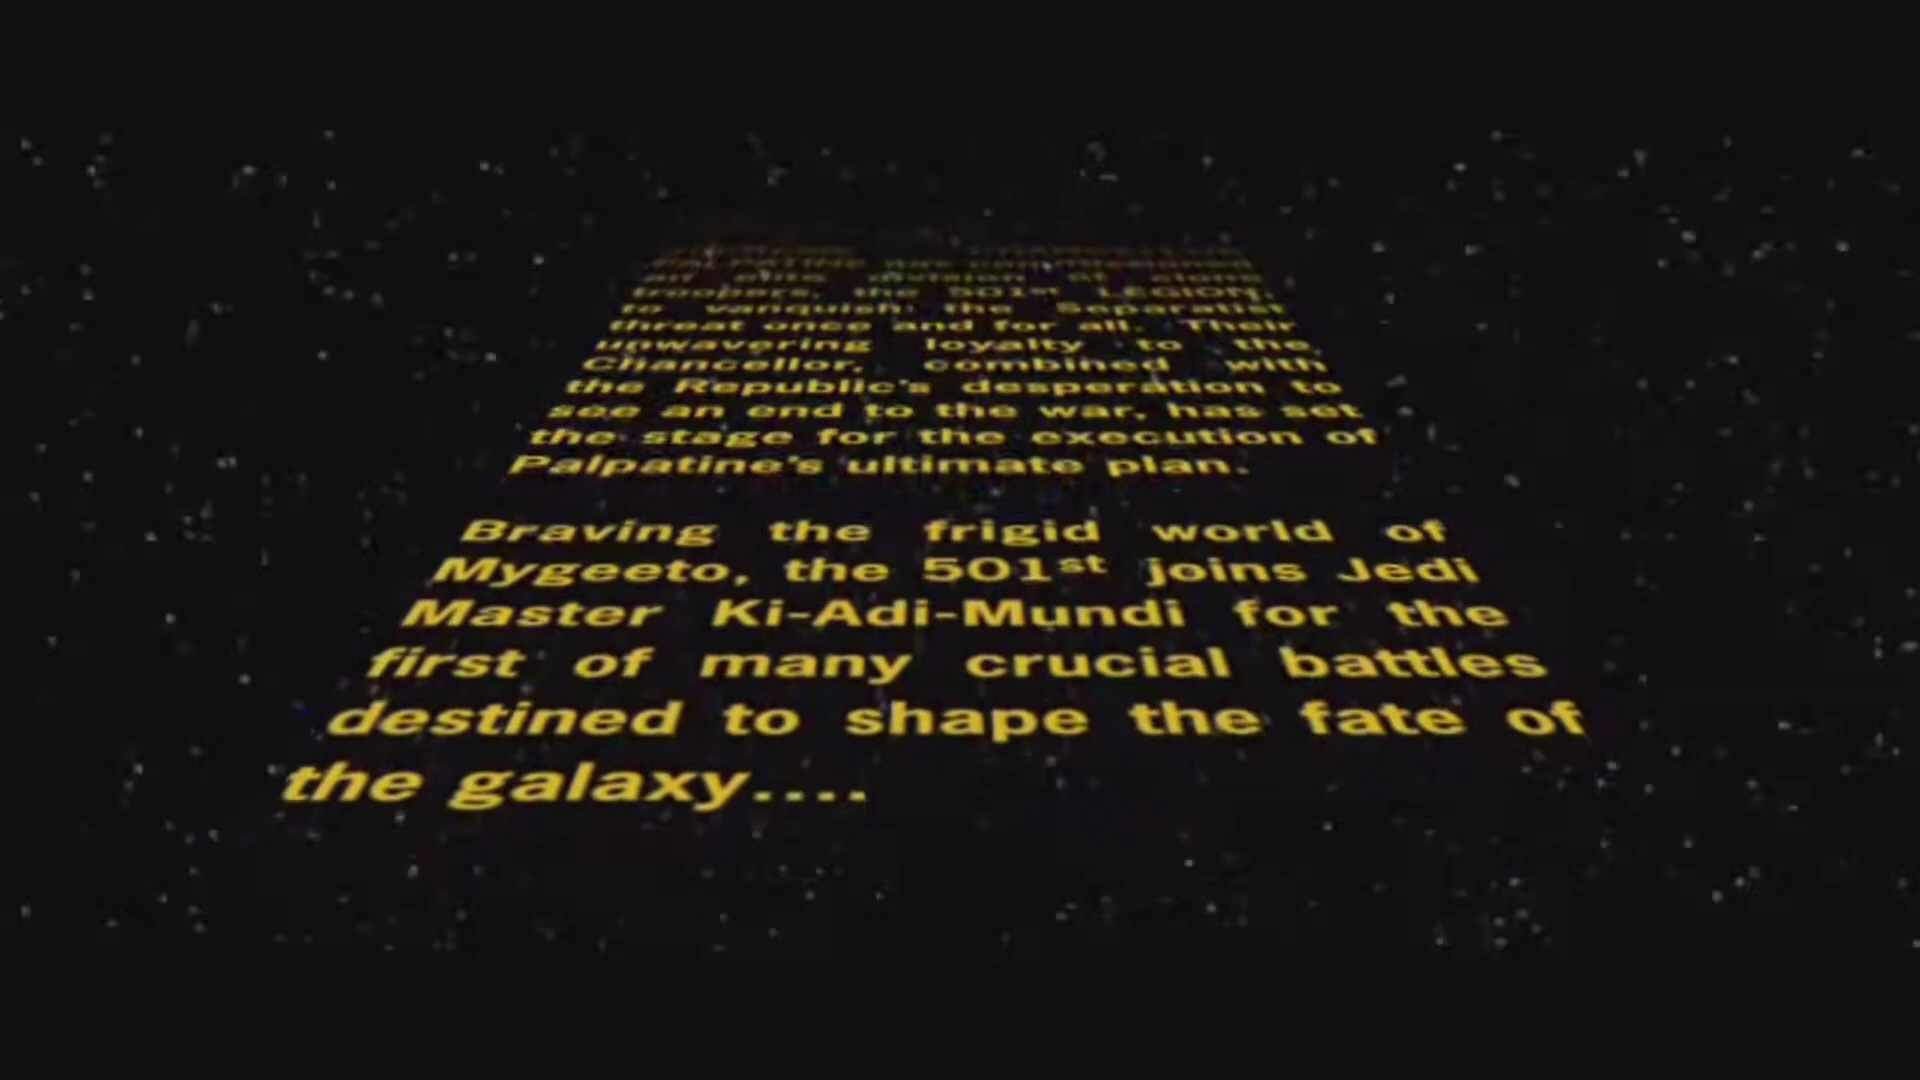 PALPATINE has commissioned
an elite division of clone
troopers, the 501st LEGION,
to vanquish the Separatist
threat once and for all. Their
unwavering loyalty to the
Chancellor, combined with
the Republic's desperation to
see an end to the war, has set
the stage for the execution of
Palpatine's ultimate plan.
Braving the frigid world of
Mygeeto, the 501st joins Jedi
Master Ki-Adi-Mundi for the
first of many crucial battles
destined to shape the fate of
the galaxy....